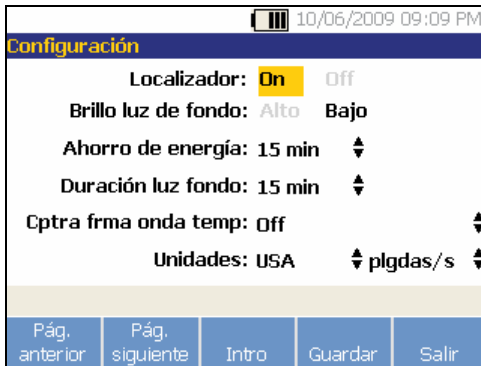 10/06/2009 09:09 PM
Configuración
Localizador: On Off
Brillo luz de fondo: Alto Bajo
Ahorro de energía: 15 min
Duración luz fondo: 15 min
Cptra frma onda temp: Off
Unidades: USA plgdas/s
Pág. anterior Pág. siguiente Intro Guardar Salir